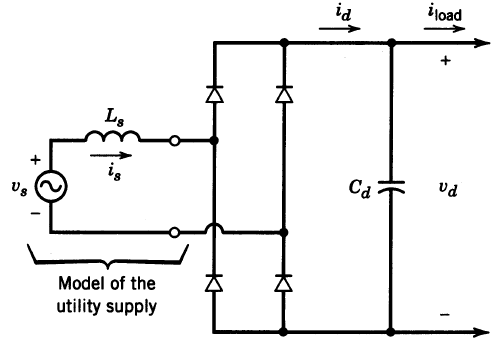 i_d
i_load
+
L_s
+
i_s
v_s
C_d
v_d
−
Model of the
utility supply
−